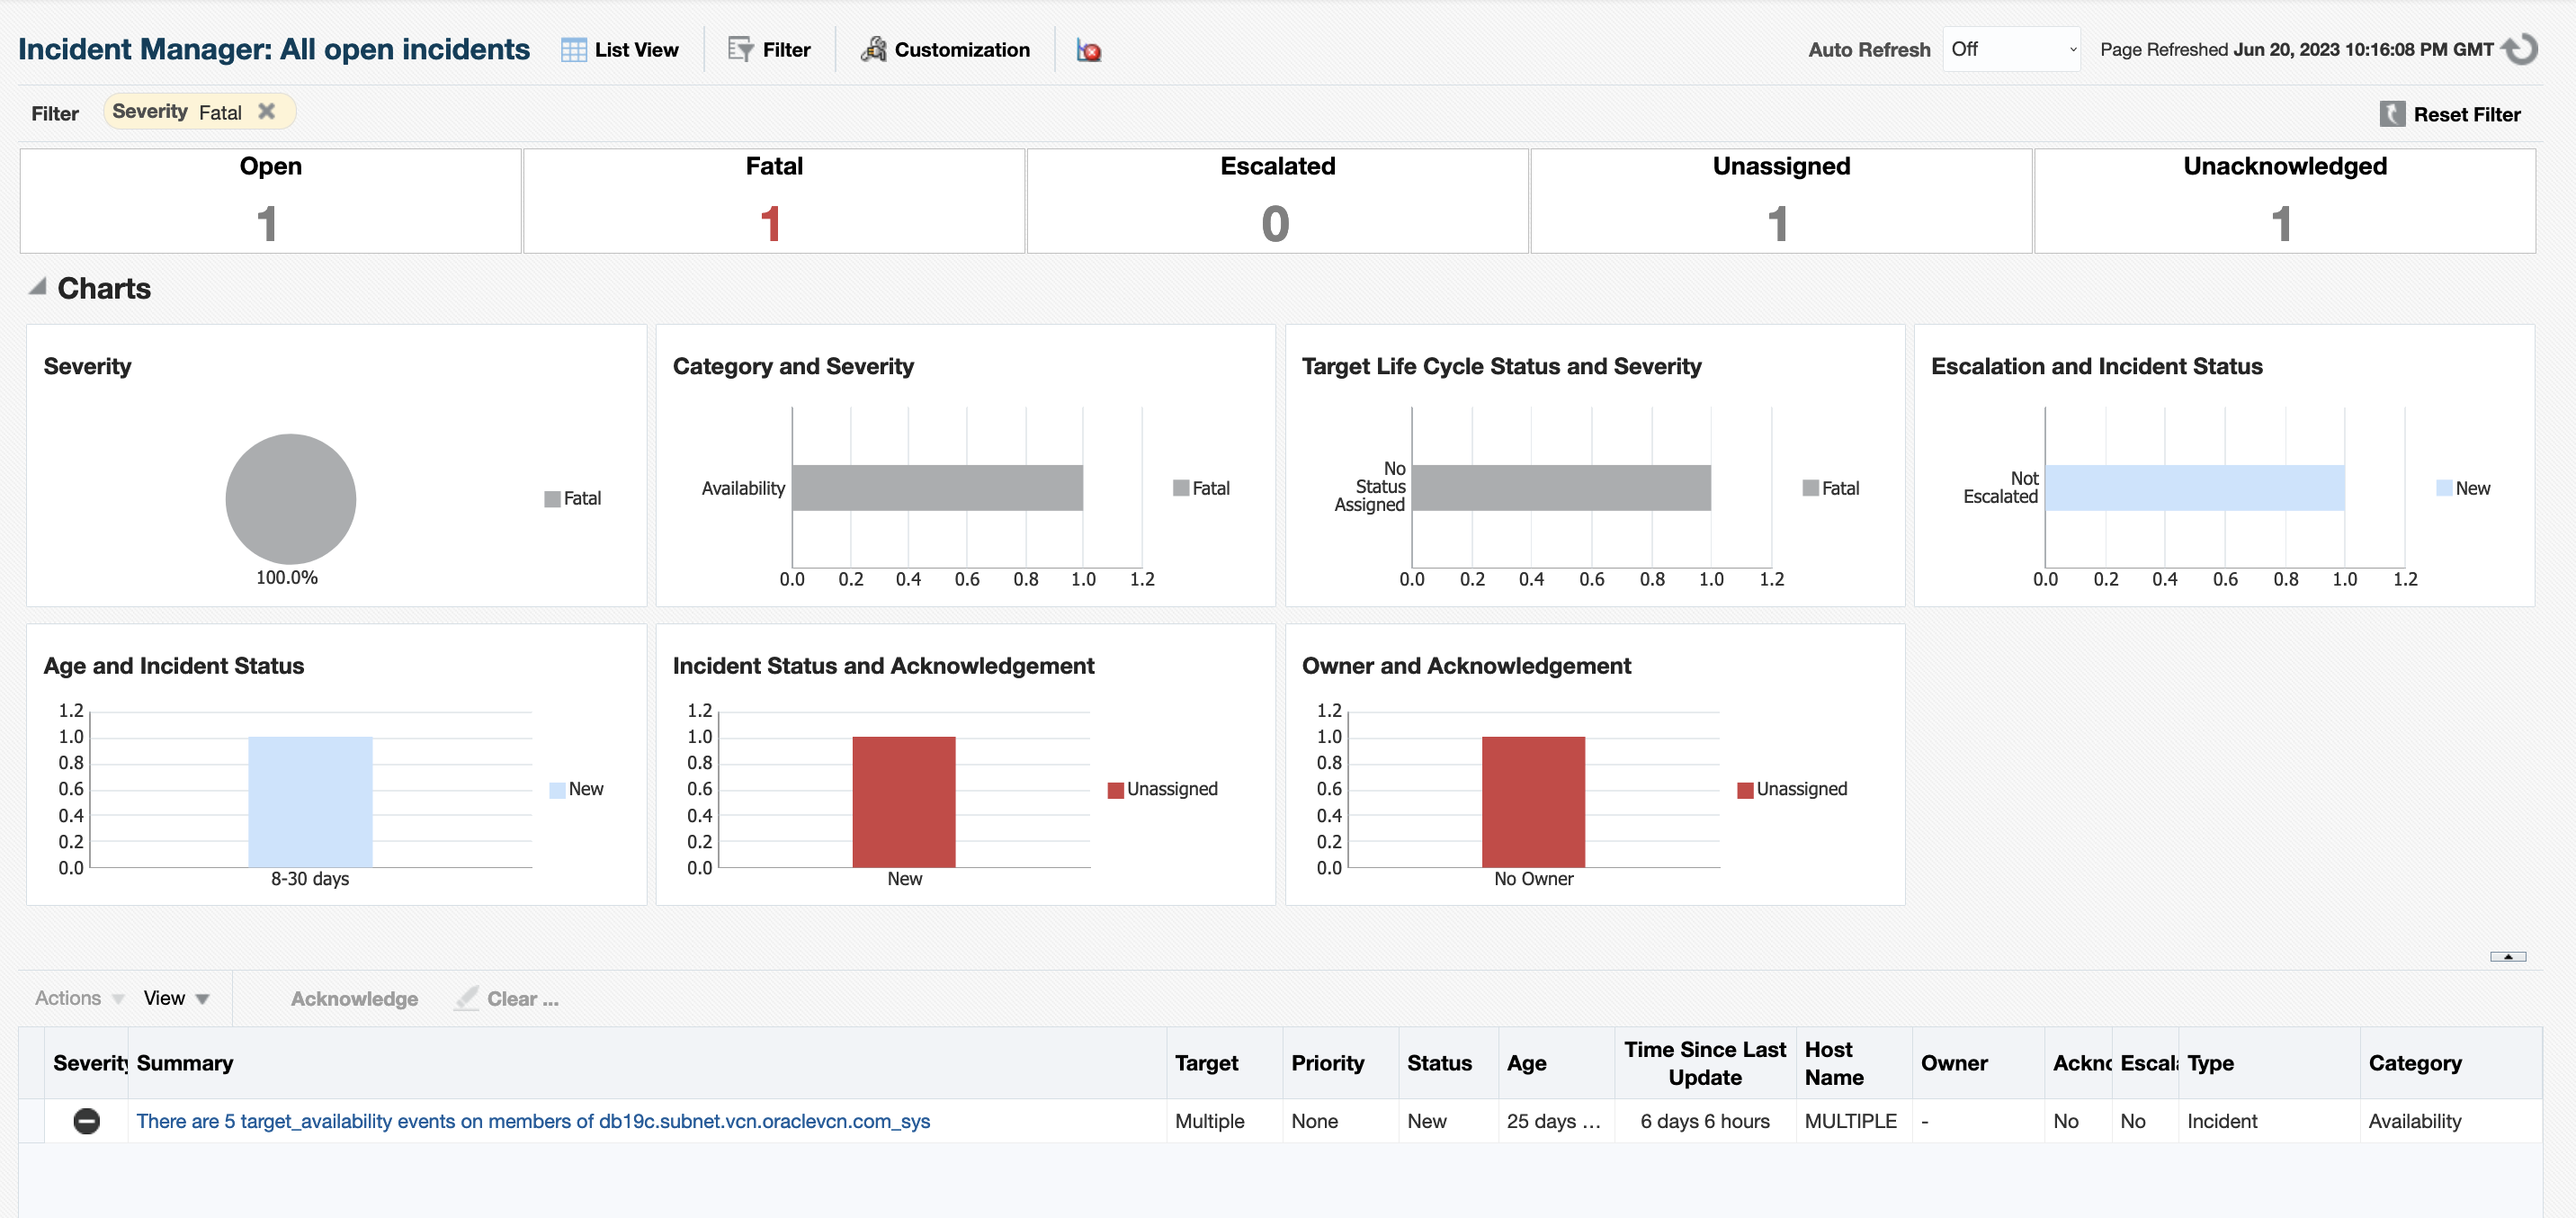 Incident Manager: All open incidents List View Filter Customization Auto Refresh Off Page Refreshed Jun 20, 2023 10:16:08 PM GMT
Filter Severity Fatal Reset Filter
Open Fatal Escalated Unassigned Unacknowledged
1 1 0 1 1
Charts
Severity
Fatal
100.0%
Category and Severity
Availability
Fatal
0.0 0.2 0.4 0.6 0.8 1.0 1.2
Target Life Cycle Status and Severity
No
Status
Assigned
Fatal
0.0 0.2 0.4 0.6 0.8 1.0 1.2
Escalation and Incident Status
Not
Escalated
New
0.0 0.2 0.4 0.6 0.8 1.0 1.2
Age and Incident Status
1.2
1.0
0.8
0.6
0.4
0.2
0.0
New
8-30 days
Incident Status and Acknowledgement
1.2
1.0
0.8
0.6
0.4
0.2
0.0
Unassigned
New
Owner and Acknowledgement
1.2
1.0
0.8
0.6
0.4
0.2
0.0
Unassigned
No Owner
Actions View Acknowledge Clear ...
Severity Summary Target Priority Status Age Time Since Last Update Host Name Owner Ackno Escala Type Category
There are 5 target_availability events on members of db19c.subnet.vcn.oraclevcn.com_sys Multiple None New 25 days ... 6 days 6 hours MULTIPLE - No No Incident Availability